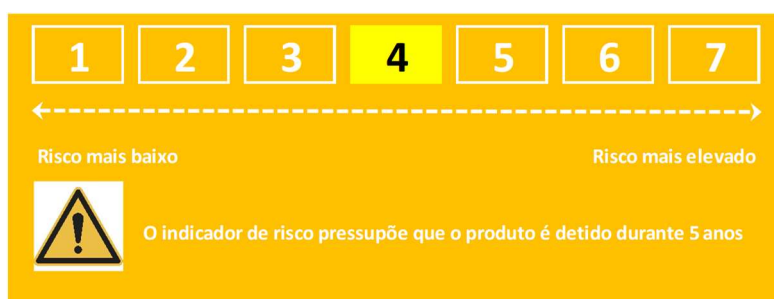 1 2 3 4 5 6 7
Risco mais baixo Risco mais elevado
O indicador de risco pressupõe que o produto é detido durante 5 anos